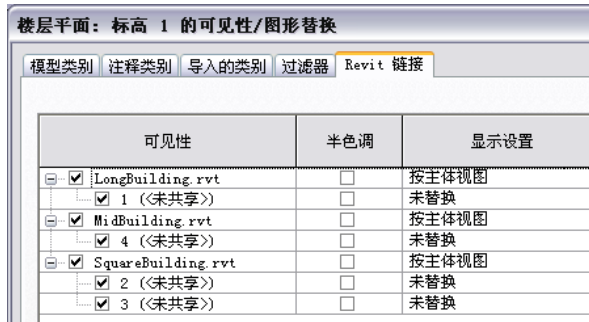 楼层平面: 标高 1 的可见性/图形替换
模型类别 注释类别 导入的类别 过滤器 Revit 链接
可见性 半色调 显示设置
LongBuilding.rvt 按主体视图
1 (<未共享>) 未替换
MidBuilding.rvt 按主体视图
4 (<未共享>) 未替换
SquareBuilding.rvt 按主体视图
2 (<未共享>) 未替换
3 (<未共享>) 未替换